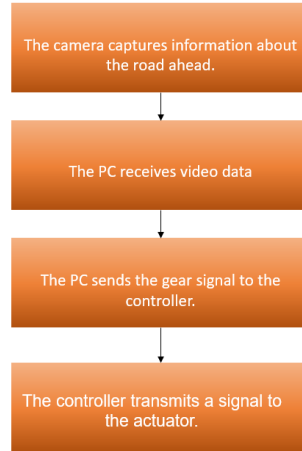 The camera captures information about
the road ahead.
The PC receives video data
The PC sends the gear signal to the
controller.
The controller transmits a signal to
the actuator.